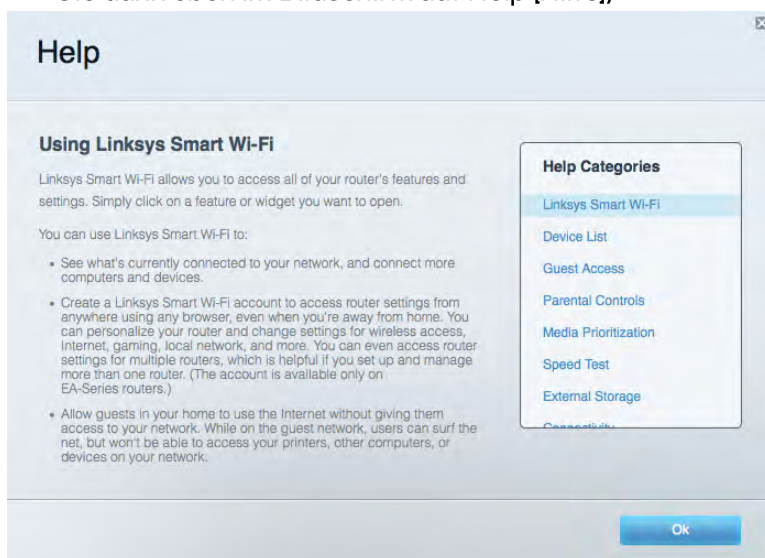 Help
Using Linksys Smart Wi-Fi
Linksys Smart Wi-Fi allows you to access all of your router's features and
settings. Simply click on a feature or widget you want to open.
You can use Linksys Smart Wi-Fi to:
• See what's currently connected to your network, and connect more
computers and devices.
• Create a Linksys Smart Wi-Fi account to access router settings from
anywhere using any browser, even when you're away from home. You
can personalize your router and change settings for wireless access,
Internet, gaming, local network, and more. You can even access router
settings for multiple routers, which is helpful if you set up and manage
more than one router. (The account is available only on
EA-Series routers.)
• Allow guests in your home to use the Internet without giving them
access to your network. While on the guest network, users can surf the
net, but won't be able to access your printers, other computers, or
devices on your network.
Help Categories
Linksys Smart Wi-Fi
Device List
Guest Access
Parental Controls
Media Prioritization
Speed Test
External Storage
Connectivity
Ok